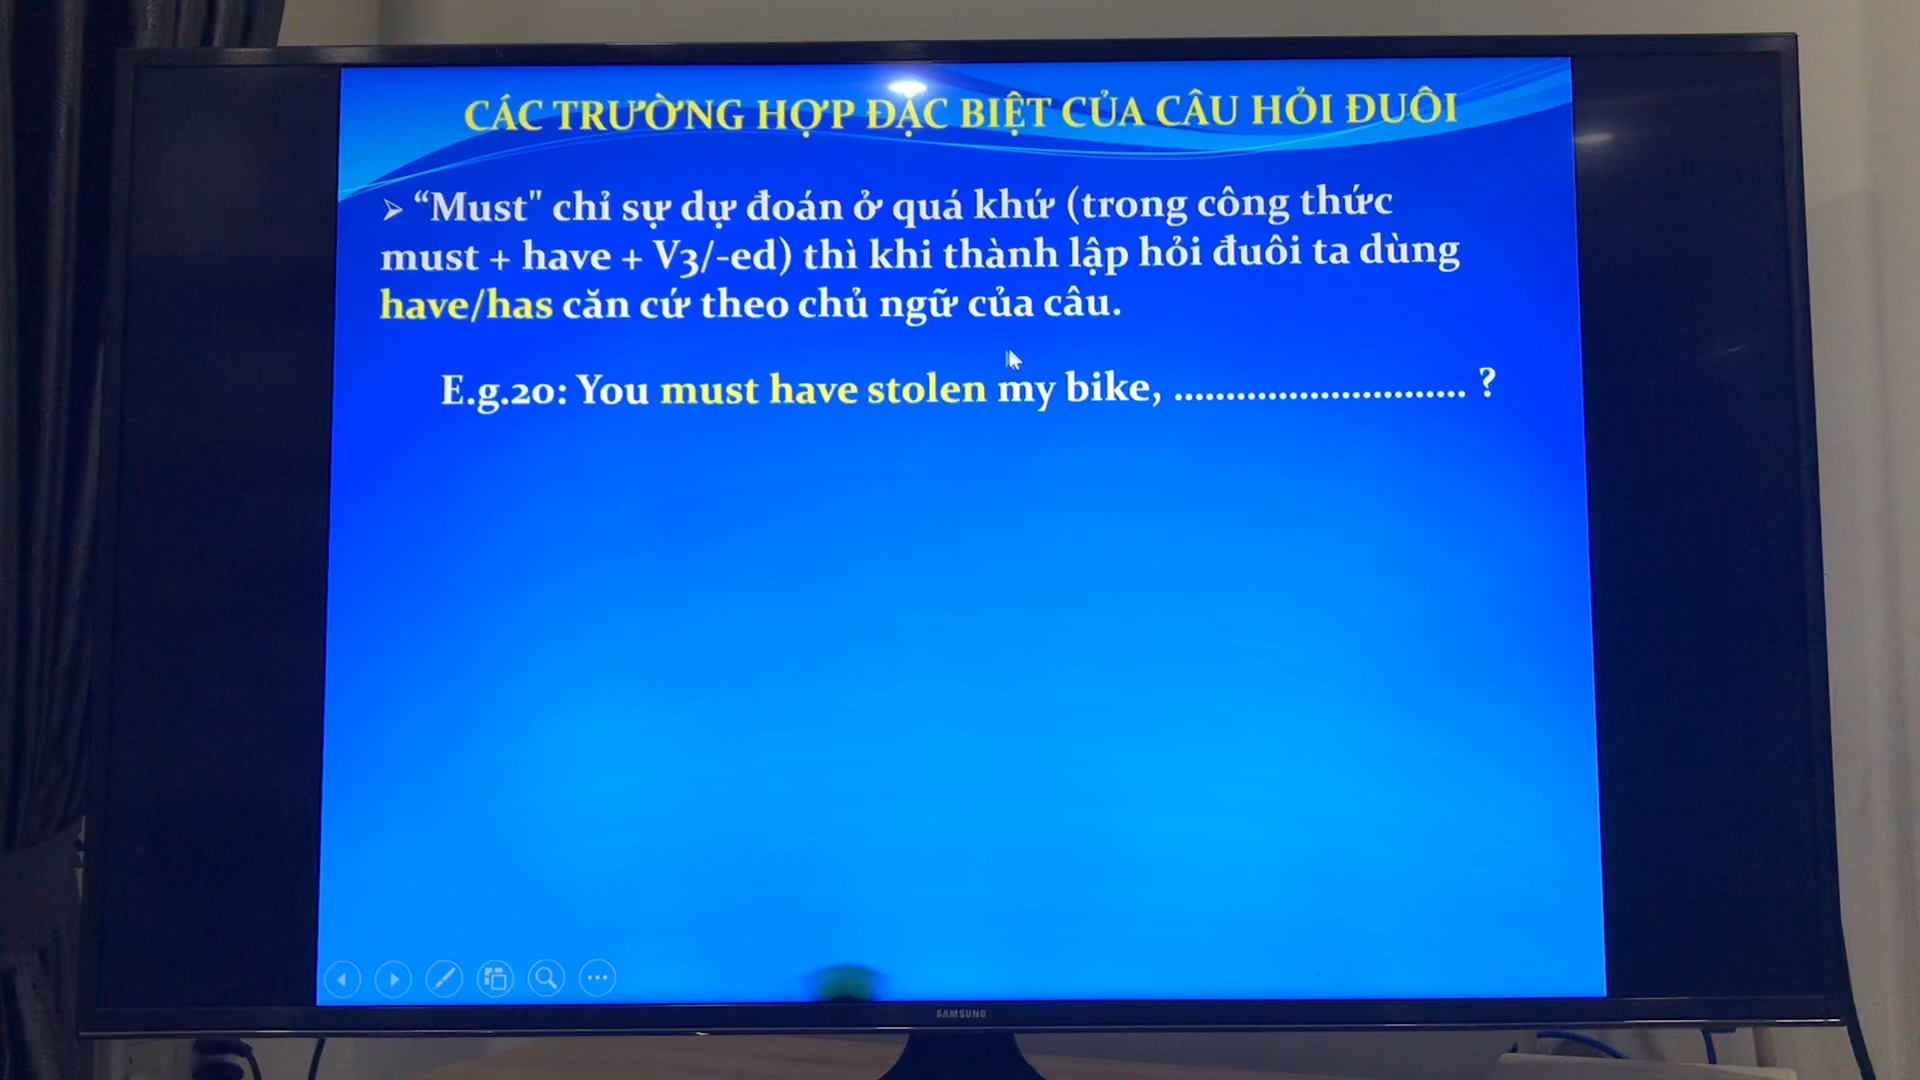 CÁC TRƯỜNG HỢP ĐẶC BIỆT CỦA CÂU HỎI ĐUÔI
➢ “Must" chỉ sự dự đoán ở quá khứ (trong công thức
must + have + V3/-ed) thì khi thành lập hỏi đuôi ta dùng
have/has căn cứ theo chủ ngữ của câu.
E.g.20: You must have stolen my bike, ............................ ?
SAMSUNG